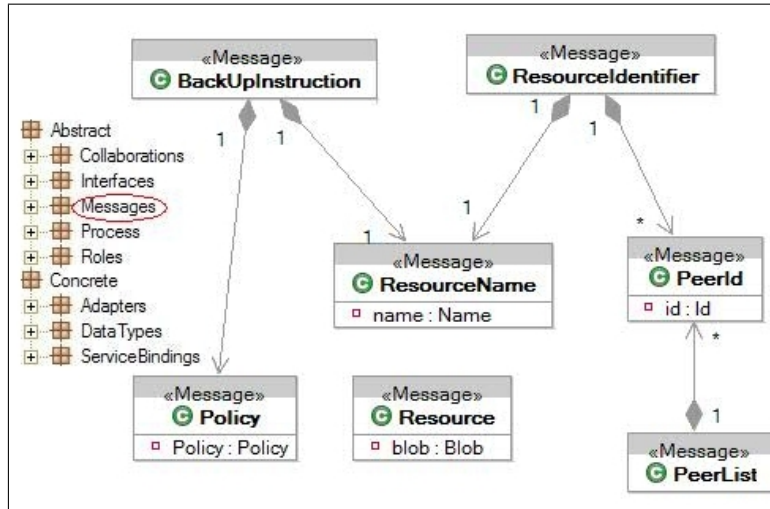 «Message»
BackUpInstruction
«Message»
ResourceIdentifier
1
1
1
1
Abstract
Collaborations
Interfaces
Messages
Process
Roles
Concrete
Adapters
DataTypes
ServiceBindings
1
1
*
«Message»
ResourceName
name : Name
«Message»
PeerId
id : Id
*
1
«Message»
Policy
Policy : Policy
«Message»
Resource
blob : Blob
«Message»
PeerList